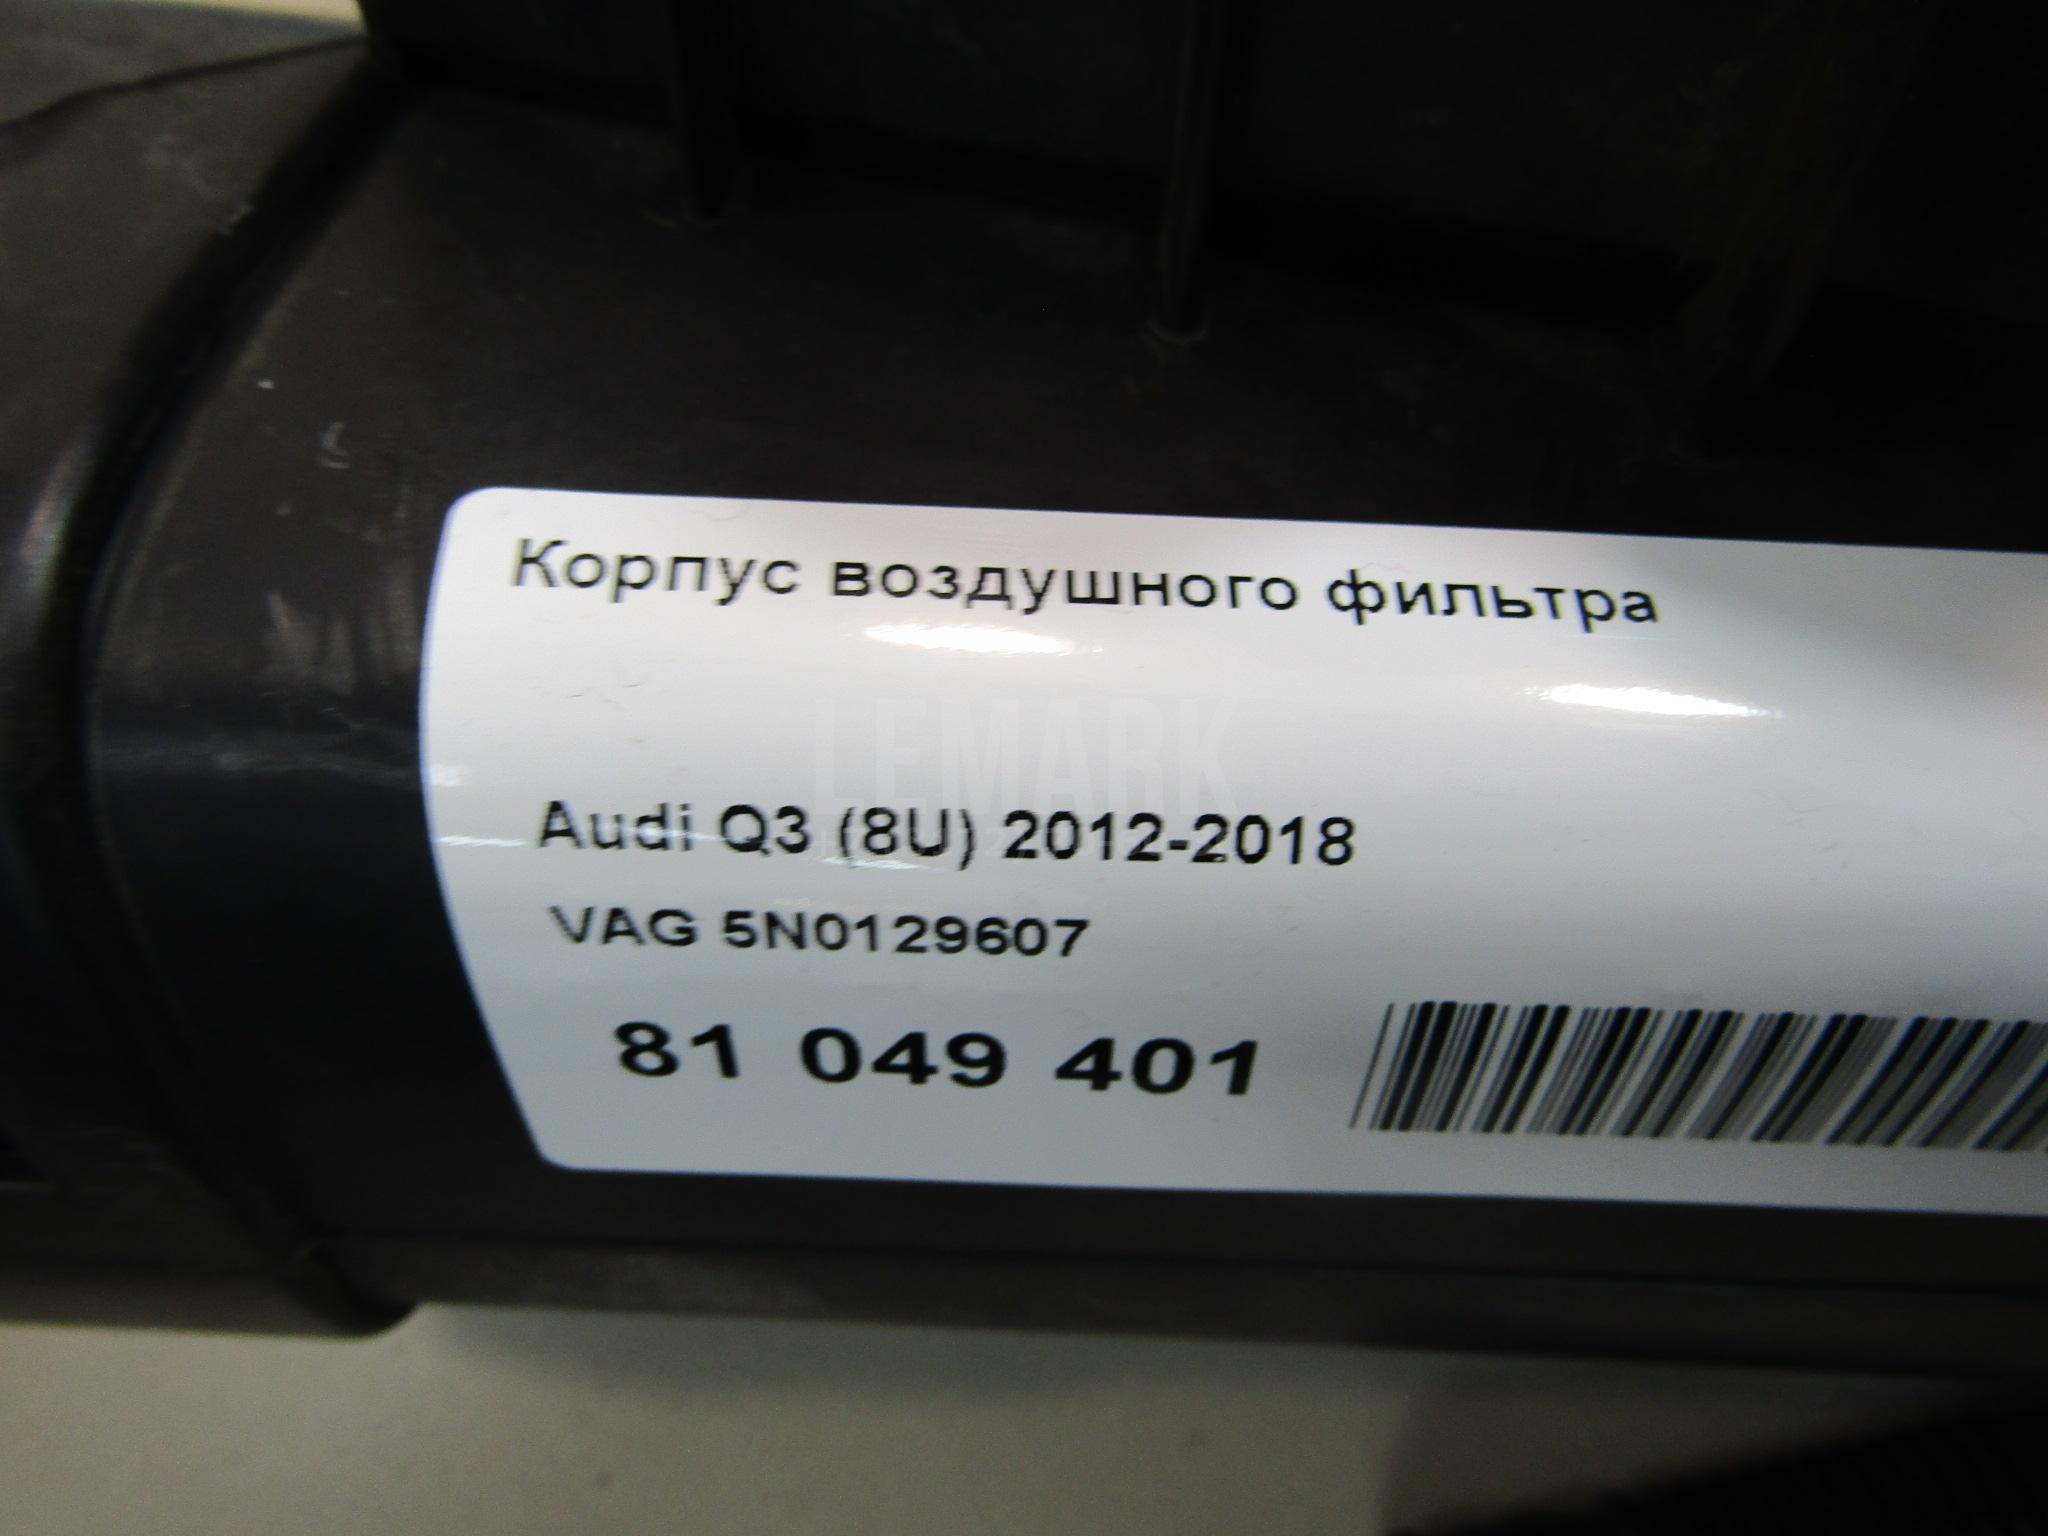 Корпус воздушного фильтра
LEMARK
Audi Q3 (8U) 2012-2018
VAG 5N0129607
81 049 401